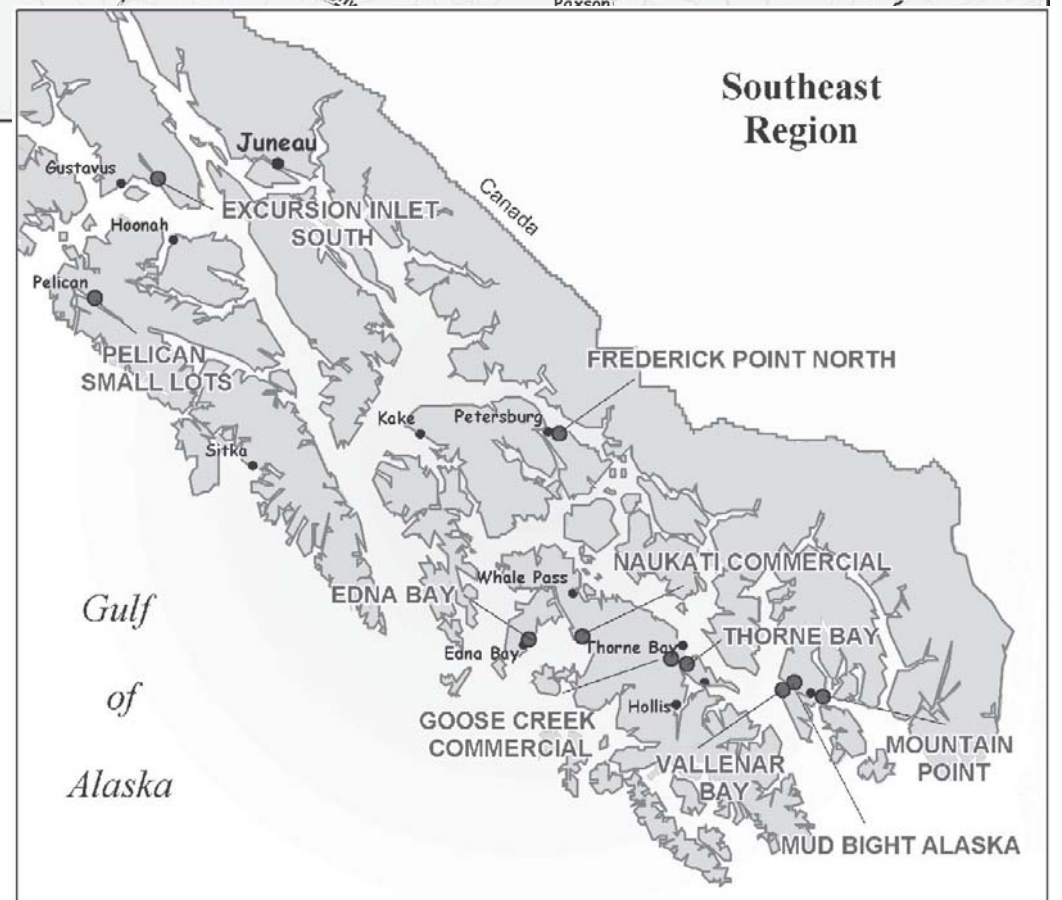 Paxson
Southeast
Region
Juneau
Canada
Gustavus
EXCURSION INLET
SOUTH
Hoonah
Pelican
PELICAN
SMALL LOTS
FREDERICK POINT NORTH
Kake
Petersburg
Sitka
NAUKATI COMMERCIAL
Whale Pass
EDNA BAY
Gulf
of
Alaska
THORNE BAY
Edna Bay
Thorne Bay
Hollis
GOOSE CREEK
COMMERCIAL
VALLENAR
BAY
MOUNTAIN
POINT
MUD BIGHT ALASKA